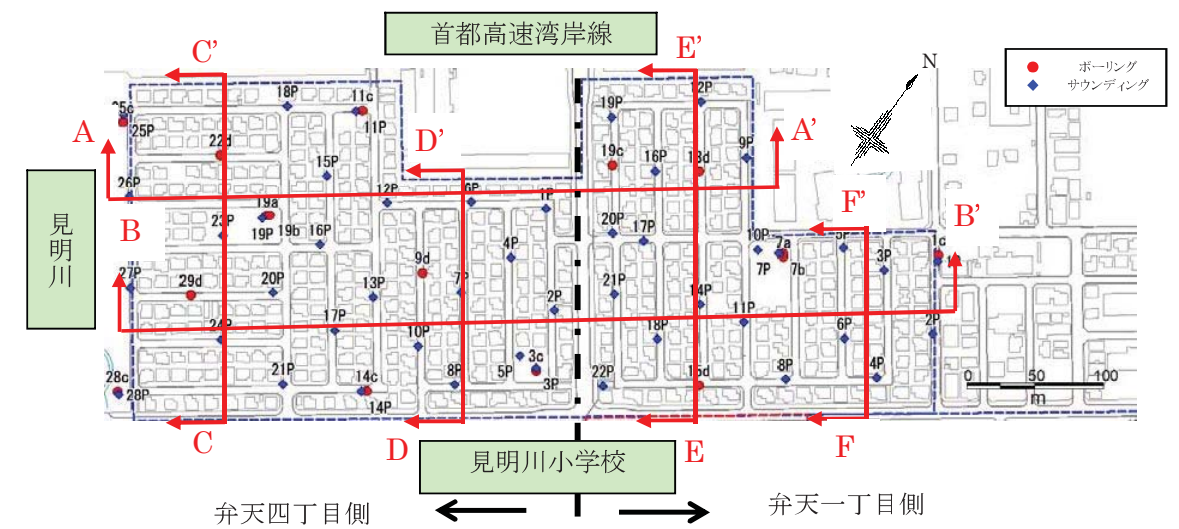 首都高速湾岸線
C'
E'
N
ボーリング
サウンディング
18P
11c
12P
25c
19P
11P
25P
A
D'
A'
22d
9P
19c
16P
13d
15P
26P
12P
6P
1P
見明川
F'
B'
19a
B
23P
19P
19b
16P
20P
17P
10P
7a
5P
1c
4P
7P
7b
3P
9d
27P
29d
20P
13P
7P
21P
2P
14P
11P
24P
17P
10P
18P
6P
2P
28c
28P
21P
14c
14P
8P
5P
3c
3P
22P
15d
8P
4P
0 50 100
m
C
D
E
F
見明川小学校
弁天四丁目側
弁天一丁目側